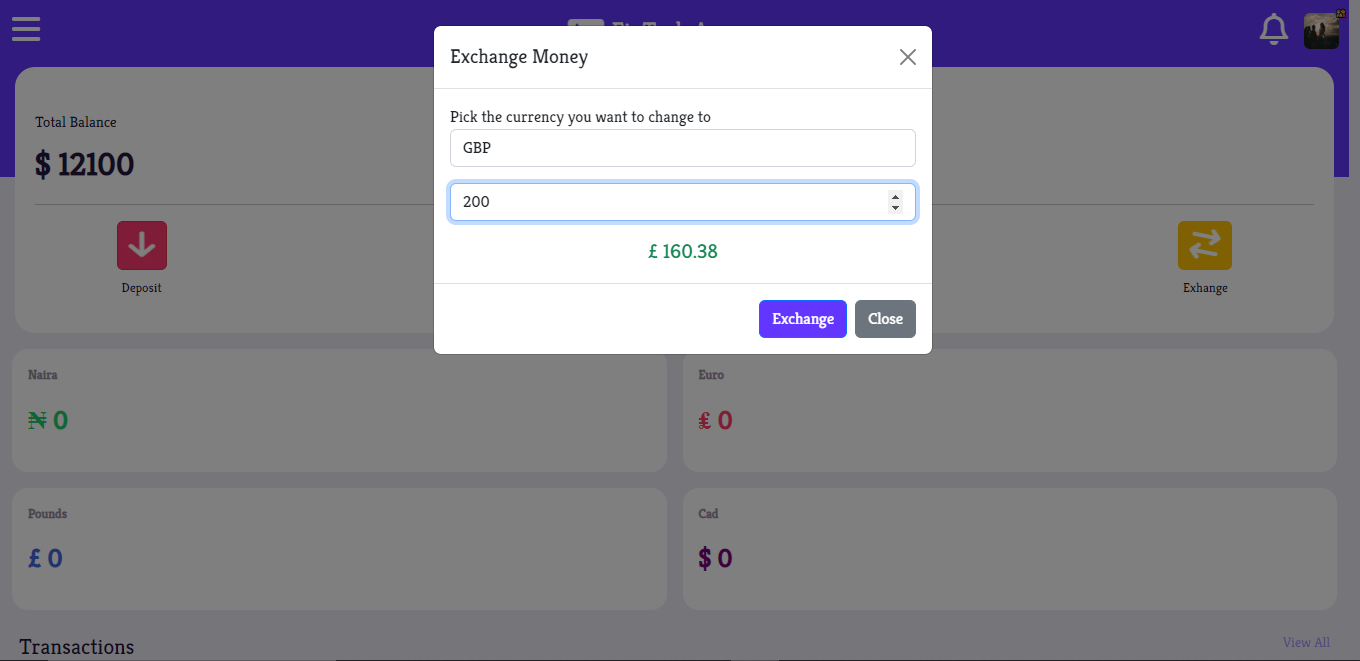 Exchange Money
Pick the currency you want to change to
GBP
200
£ 160.38
Exchange
Close
Total Balance
$ 12100
Deposit
Exhange
Naira
₦ 0
Euro
₤ 0
Pounds
£ 0
Cad
$ 0
Transactions
View All